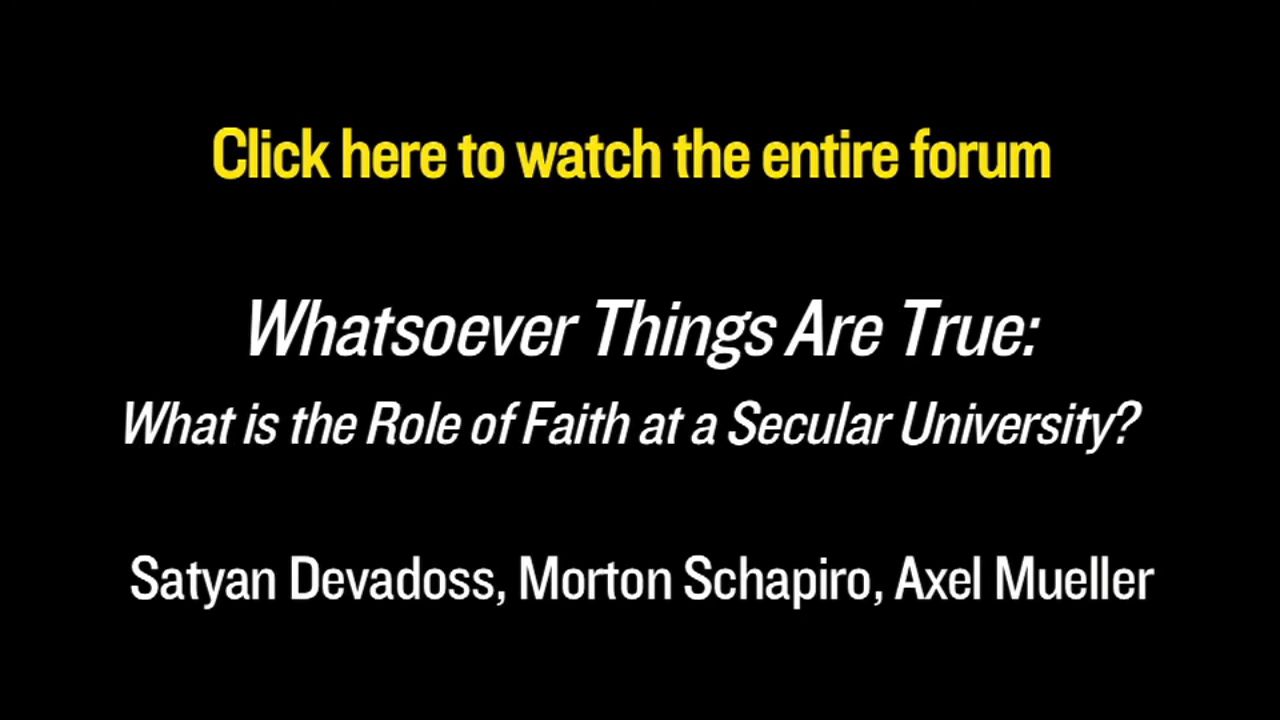 Click here to watch the entire forum
Whatsoever Things Are True:
What is the Role of Faith at a Secular University?
Satyan Devadoss, Morton Schapiro, Axel Mueller